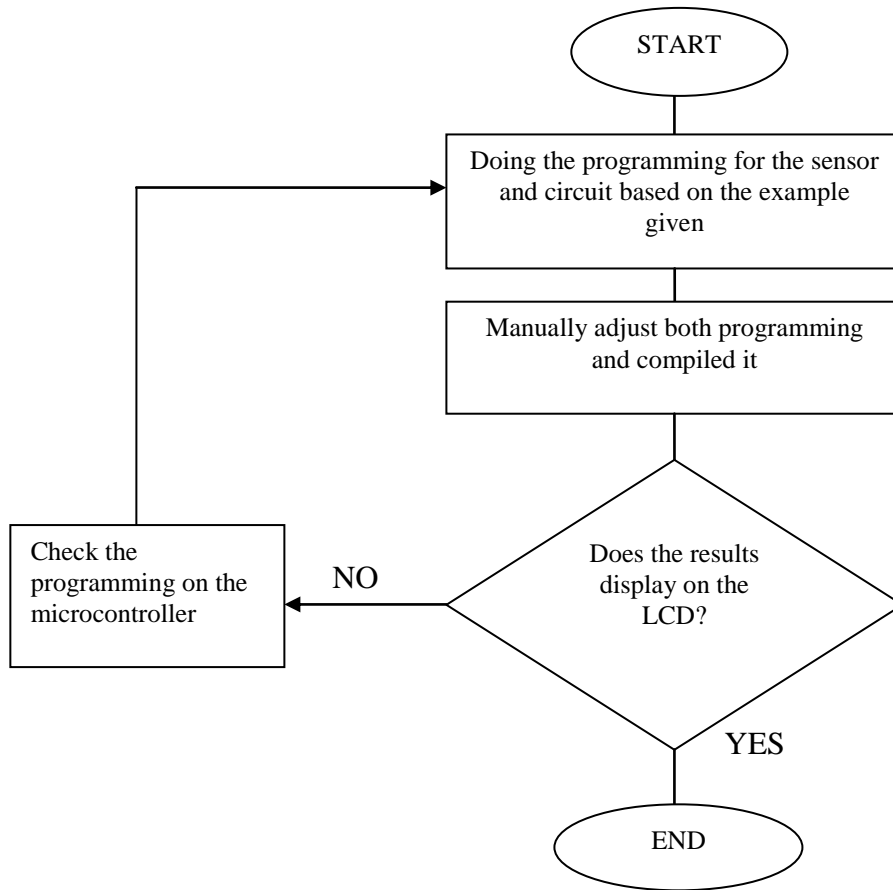 START
Doing the programming for the sensor
and circuit based on the example
given
Manually adjust both programming
and compiled it
Does the results
display on the
LCD?
NO
Check the
programming on the
microcontroller
YES
END